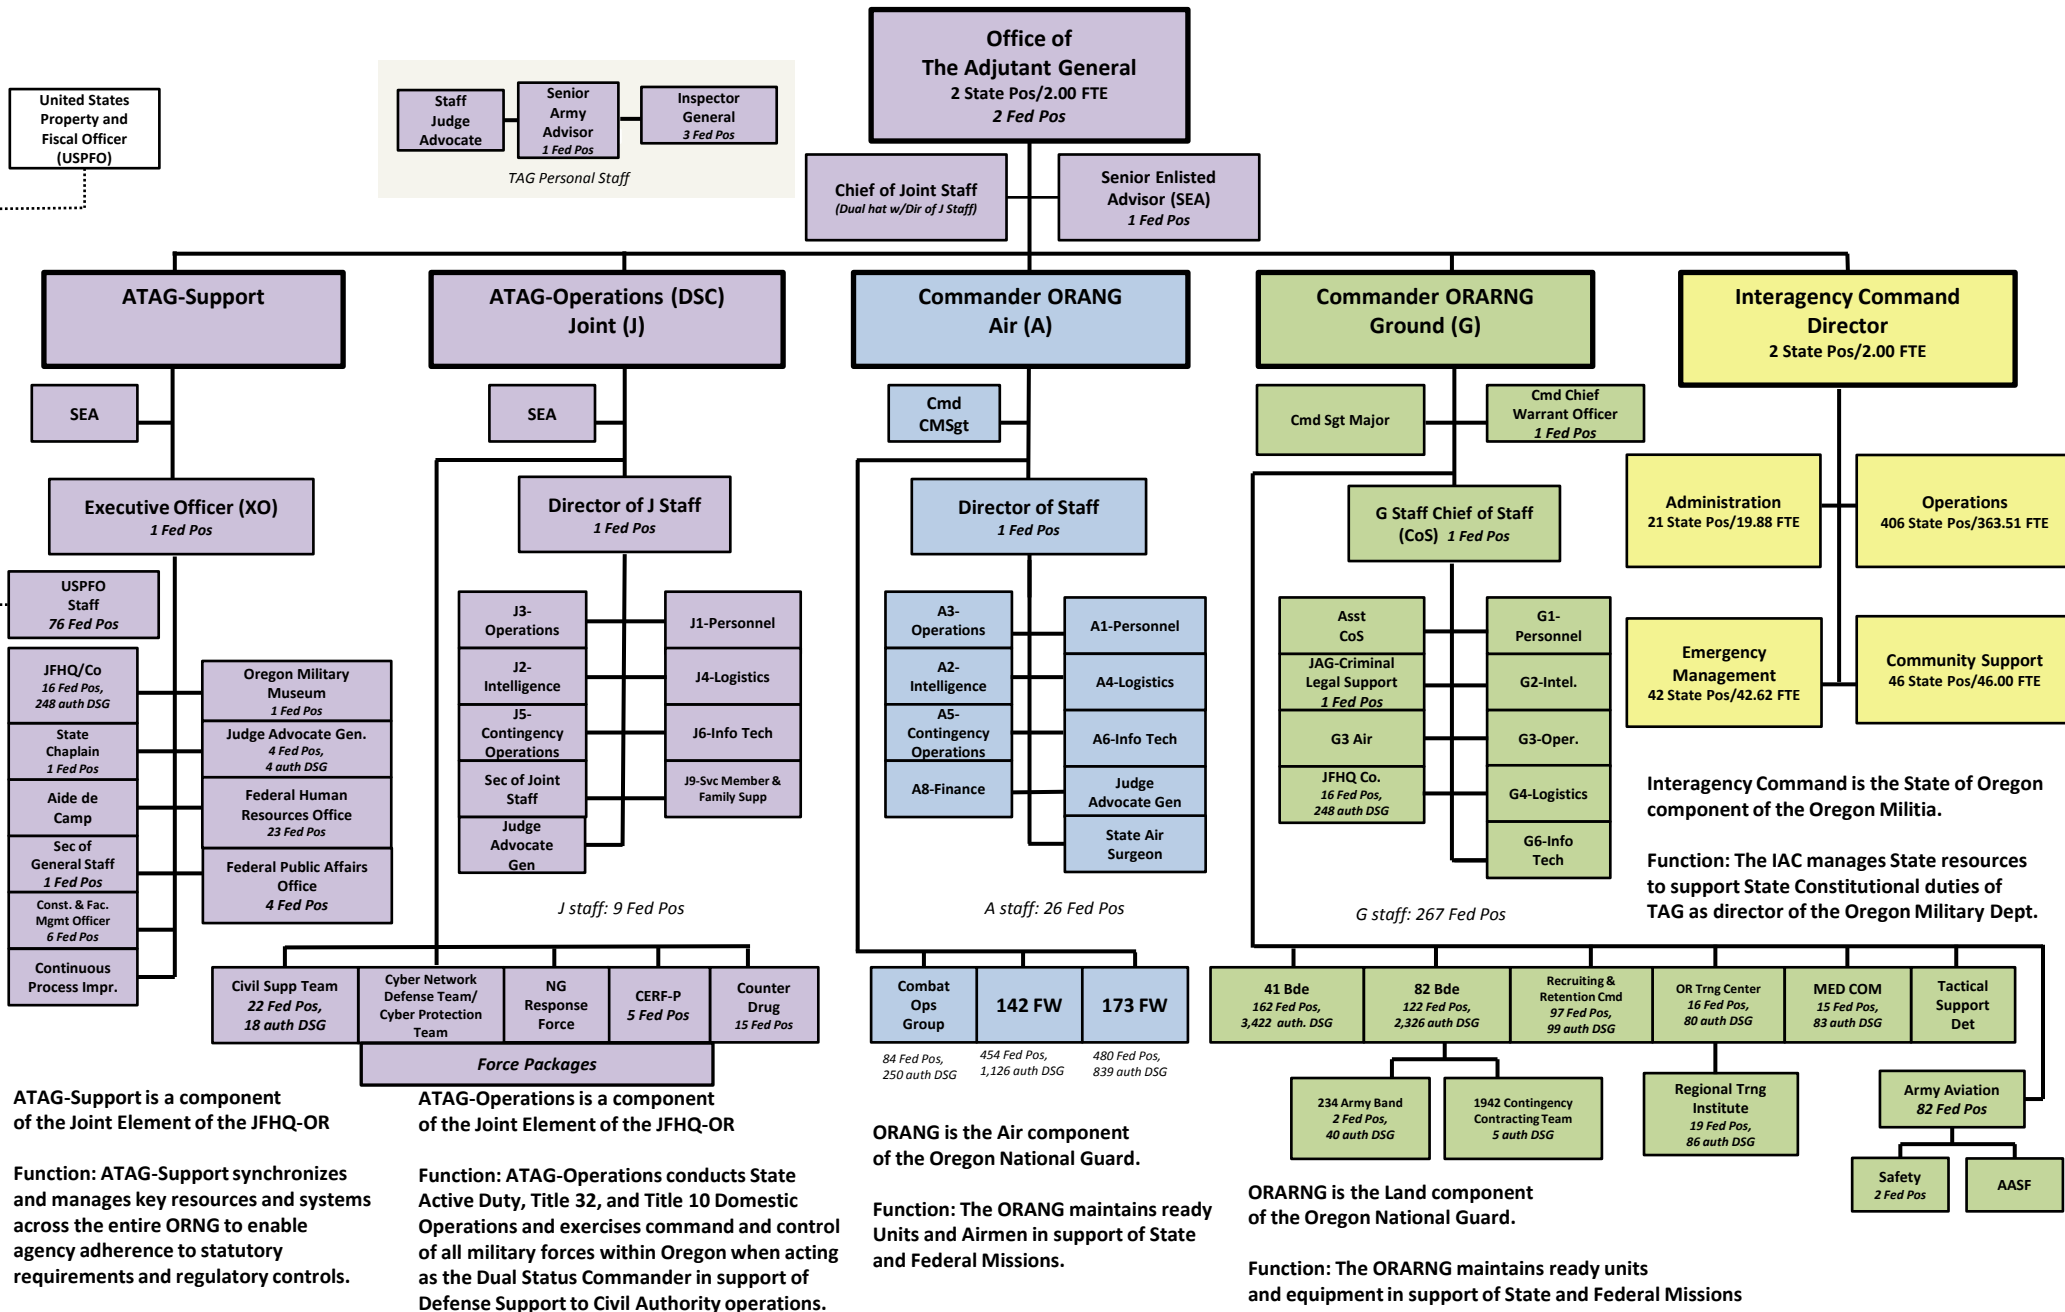 Office of
The Adjutant General
2 State Pos/2.00 FTE
2 Fed Pos
United States
Property and
Fiscal Officer
(USPFO)
Staff
Judge
Advocate
Senior
Army
Advisor
1 Fed Pos
Inspector
General
3 Fed Pos
TAG Personal Staff
Chief of Joint Staff
(Dual hat w/Dir of J Staff)
Senior Enlisted
Advisor (SEA)
1 Fed Pos
ATAG-Support
SEA
Executive Officer (XO)
1 Fed Pos
USPFO
Staff
76 Fed Pos
JFHQ/Co
16 Fed Pos,
248 auth DSG
State
Chaplain
1 Fed Pos
Aide de
Camp
Sec of
General Staff
1 Fed Pos
Const. & Fac.
Mgmt Officer
6 Fed Pos
Continuous
Process Impr.
Oregon Military
Museum
1 Fed Pos
Judge Advocate Gen.
4 Fed Pos,
4 auth DSG
Federal Human
Resources Office
23 Fed Pos
Federal Public Affairs
Office
4 Fed Pos
ATAG-Operations (DSC)
Joint (J)
SEA
Director of J Staff
1 Fed Pos
J3-
Operations
J2-
Intelligence
J5-
Contingency
Operations
Sec of Joint
Staff
Judge
Advocate
Gen
J1-Personnel
J4-Logistics
J6-Info Tech
J9-Svc Member &
Family Supp
J staff: 9 Fed Pos
Civil Supp Team
22 Fed Pos,
18 auth DSG
Cyber Network
Defense Team/
Cyber Protection
Team
NG
Response
Force
CERF-P
5 Fed Pos
Counter
Drug
15 Fed Pos
Force Packages
Commander ORANG
Air (A)
Cmd
CMSgt
Director of Staff
1 Fed Pos
A3-
Operations
A2-
Intelligence
A5-
Contingency
Operations
A8-Finance
A1-Personnel
A4-Logistics
A6-Info Tech
Judge
Advocate Gen
State Air
Surgeon
A staff: 26 Fed Pos
Combat
Ops
Group
142 FW
173 FW
84 Fed Pos,
250 auth DSG
454 Fed Pos,
1,126 auth DSG
480 Fed Pos,
839 auth DSG
Commander ORARNG
Ground (G)
Cmd Sgt Major
Cmd Chief
Warrant Officer
1 Fed Pos
G Staff Chief of Staff
(CoS) 1 Fed Pos
Asst
CoS
JAG-Criminal
Legal Support
1 Fed Pos
G3 Air
JFHQ Co.
16 Fed Pos,
248 auth DSG
G1-
Personnel
G2-Intel.
G3-Oper.
G4-Logistics
G6-Info
Tech
G staff: 267 Fed Pos
41 Bde
162 Fed Pos,
3,422 auth. DSG
82 Bde
122 Fed Pos,
2,326 auth DSG
Recruiting &
Retention Cmd
97 Fed Pos,
99 auth DSG
OR Trng Center
16 Fed Pos,
80 auth DSG
MED COM
15 Fed Pos,
83 auth DSG
Tactical
Support
Det
234 Army Band
2 Fed Pos,
40 auth DSG
1942 Contingency
Contracting Team
5 auth DSG
Regional Trng
Institute
19 Fed Pos,
86 auth DSG
Army Aviation
82 Fed Pos
Safety
2 Fed Pos
AASF
Interagency Command
Director
2 State Pos/2.00 FTE
Administration
21 State Pos/19.88 FTE
Operations
406 State Pos/363.51 FTE
Emergency
Management
42 State Pos/42.62 FTE
Community Support
46 State Pos/46.00 FTE
Interagency Command is the State of Oregon
component of the Oregon Militia.
Function: The IAC manages State resources
to support State Constitutional duties of
TAG as director of the Oregon Military Dept.
ATAG-Support is a component
of the Joint Element of the JFHQ-OR
Function: ATAG-Support synchronizes
and manages key resources and systems
across the entire ORNG to enable
agency adherence to statutory
requirements and regulatory controls.
ATAG-Operations is a component
of the Joint Element of the JFHQ-OR
Function: ATAG-Operations conducts State
Active Duty, Title 32, and Title 10 Domestic
Operations and exercises command and control
of all military forces within Oregon when acting
as the Dual Status Commander in support of
Defense Support to Civil Authority operations.
ORANG is the Air component
of the Oregon National Guard.
Function: The ORANG maintains ready
Units and Airmen in support of State
and Federal Missions.
ORARNG is the Land component
of the Oregon National Guard.
Function: The ORARNG maintains ready units
and equipment in support of State and Federal Missions